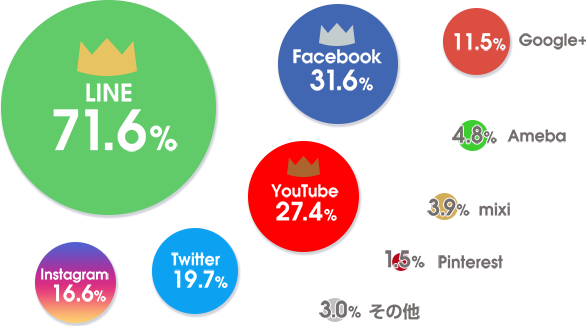 LINE
71.6%
Facebook
31.6%
11.5% Google+
4.8% Ameba
YouTube
27.4%
3.9% mixi
Instagram
16.6%
Twitter
19.7%
1.5% Pinterest
3.0% その他